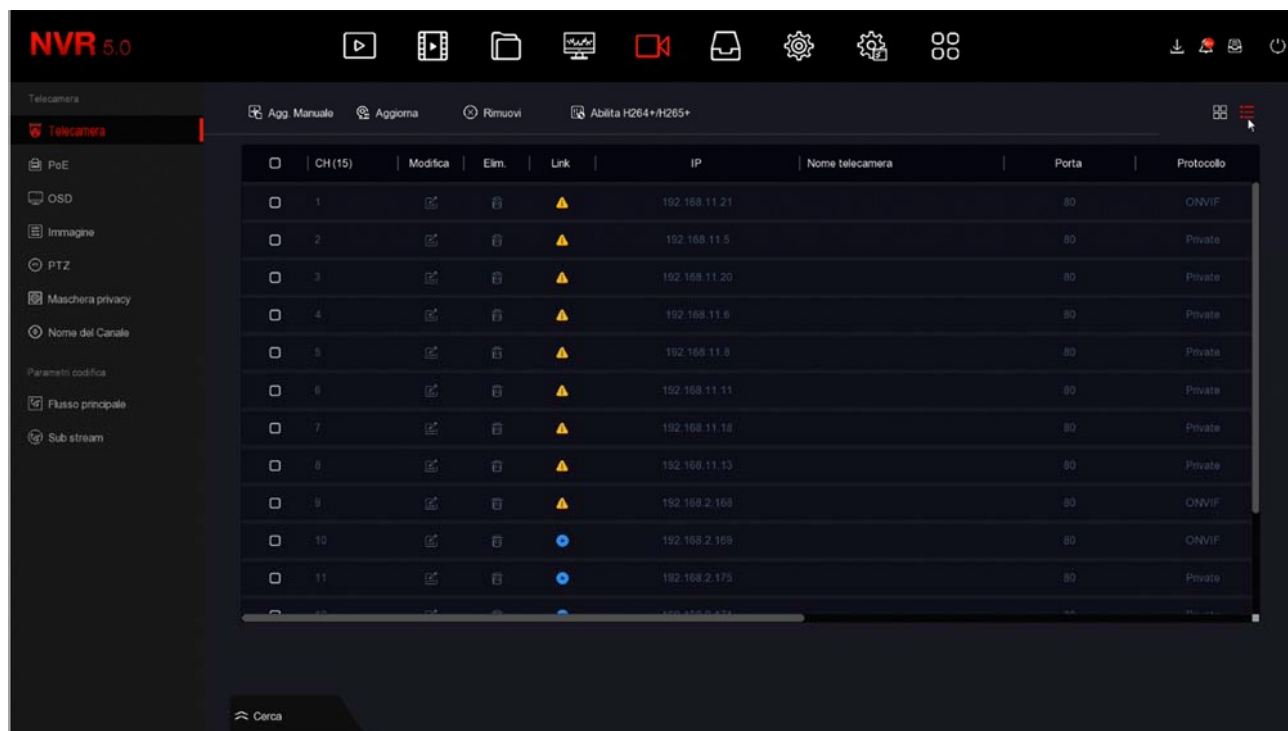 NVR 5.0
Telecamera
Telecamera
PoE
OSD
Immagine
PTZ
Maschera privacy
Nome del Canale
Parametri codifica
Flusso principale
Sub stream
Agg. Manuale Aggiorna Rimuovi Abilita H264+/H265+
CH (15) Modifica Elim. Link IP Nome telecamera Porta Protocollo
1 192.168.11.21 80 ONVIF
2 192.168.11.5 80 Private
3 192.168.11.20 80 Private
4 192.168.11.6 80 Private
5 192.168.11.8 80 Private
6 192.168.11.11 80 Private
7 192.168.11.18 80 Private
8 192.168.11.13 80 Private
9 192.168.2.168 80 ONVIF
10 192.168.2.169 80 ONVIF
11 192.168.2.175 80 Private
Cerca